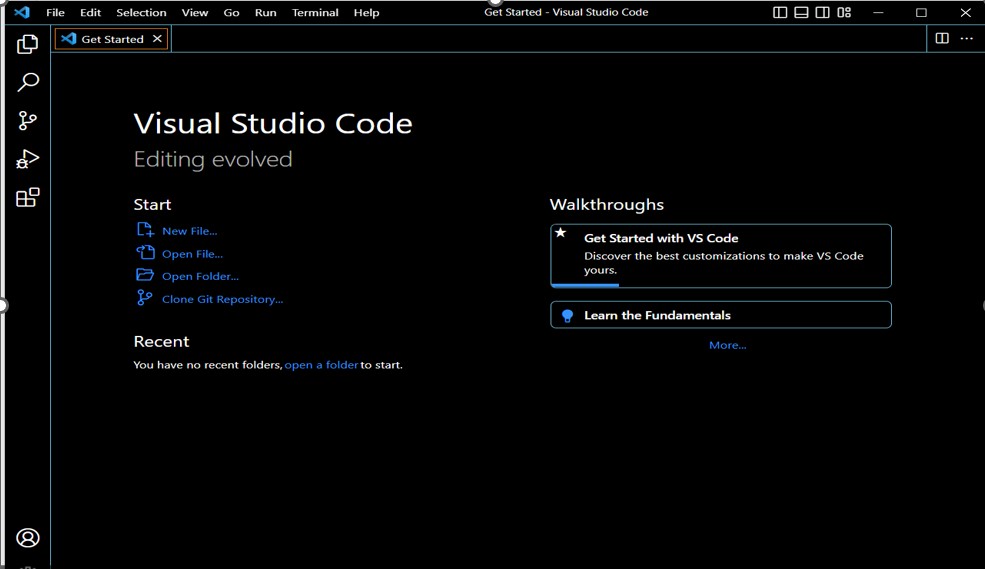 File Edit Selection View Go Run Terminal Help Get Started - Visual Studio Code
Get Started
Visual Studio Code
Editing evolved
Start
New File...
Open File...
Open Folder...
Clone Git Repository...
Recent
You have no recent folders, open a folder to start.
Walkthroughs
Get Started with VS Code
Discover the best customizations to make VS Code
yours.
Learn the Fundamentals
More...